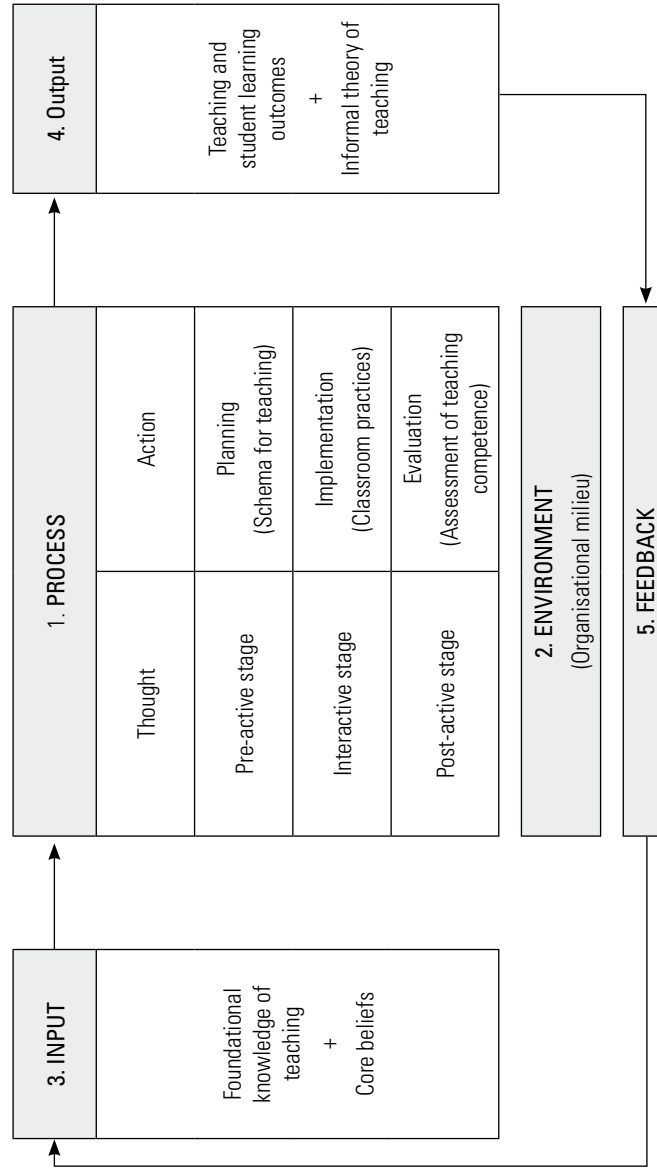 3. INPUT
Foundational
knowledge of
teaching
+
Core beliefs
1. PROCESS
Thought
Action
Pre-active stage
Planning
(Schema for teaching)
Interactive stage
Implementation
(Classroom practices)
Post-active stage
Evaluation
(Assessment of teaching
competence)
2. ENVIRONMENT
(Organisational milieu)
4. Output
Teaching and
student learning
outcomes
+
Informal theory of
teaching
5. FEEDBACK